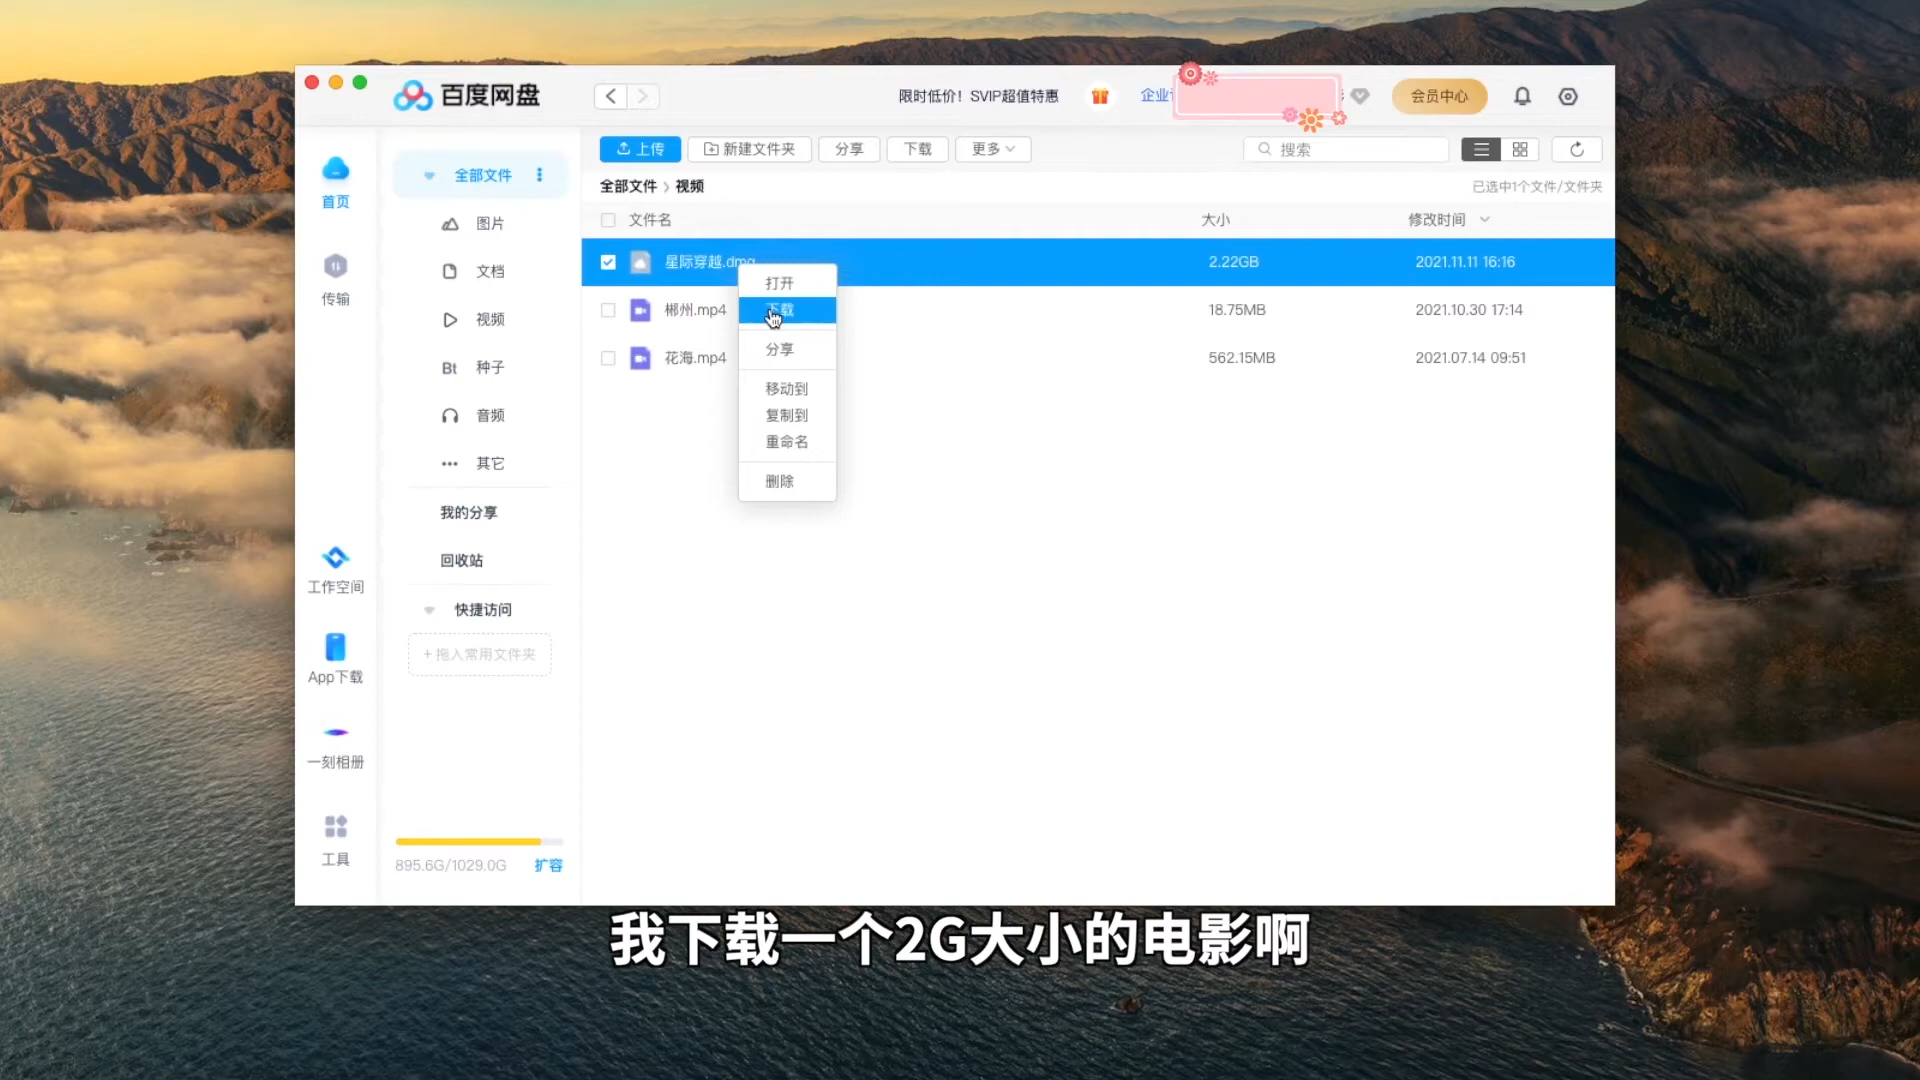 百度网盘
限时低价！SVIP超值特惠
企业
会员中心
上传
新建文件夹
分享
下载
更多
搜索
全部文件 › 视频
已选中1个文件/文件夹
文件名
大小
修改时间
星际穿越.dmg
2.22GB
2021.11.11 16:16
郴州.mp4
18.75MB
2021.10.30 17:14
花海.mp4
562.15MB
2021.07.14 09:51
打开
下载
分享
移动到
复制到
重命名
删除
首页
传输
工作空间
App下载
一刻相册
工具
全部文件
图片
文档
视频
Bt 种子
音频
其它
我的分享
回收站
快捷访问
+ 拖入常用文件夹
895.6G/1029.0G
扩容
我下载一个2G大小的电影啊